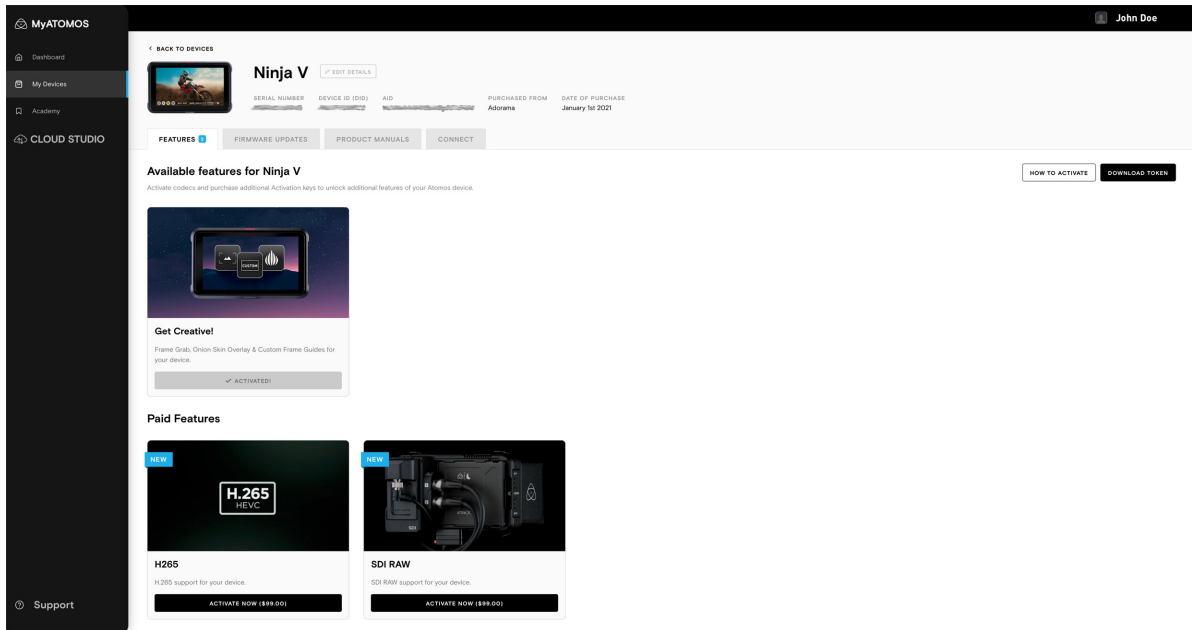 MyATOMOS
John Doe
Dashboard
My Devices
Academy
CLOUD STUDIO
Support
< BACK TO DEVICES
Ninja V
EDIT DETAILS
SERIAL NUMBER DEVICE ID (DID) AID PURCHASED FROM DATE OF PURCHASE
Adorama January 1st 2021
FEATURES FIRMWARE UPDATES PRODUCT MANUALS CONNECT
Available features for Ninja V
HOW TO ACTIVATE DOWNLOAD TOKEN
Activate codecs and purchase additional Activation keys to unlock additional features of your Atomos device.
CUSTOM
Get Creative!
Frame Grab, Onion Skin Overlay & Custom Frame Guides for
your device.
✓ ACTIVATED!
Paid Features
NEW
H.265
HEVC
H265
H.265 support for your device.
ACTIVATE NOW ($99.00)
NEW
SDI
SDI RAW
SDI RAW support for your device.
ACTIVATE NOW ($99.00)